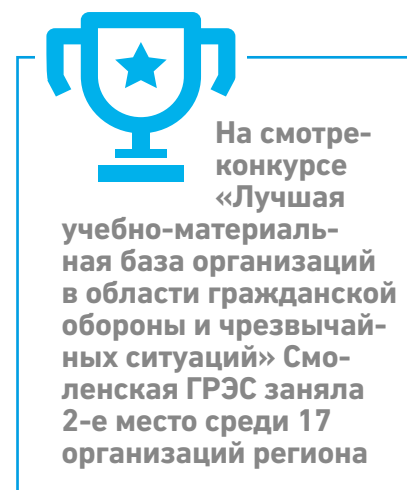 На смотре-
конкурсе
«Лучшая
учебно-материаль-
ная база организаций
в области гражданской
обороны и чрезвычай-
ных ситуаций» Смо-
ленская ГРЭС заняла
2-е место среди 17
организаций региона